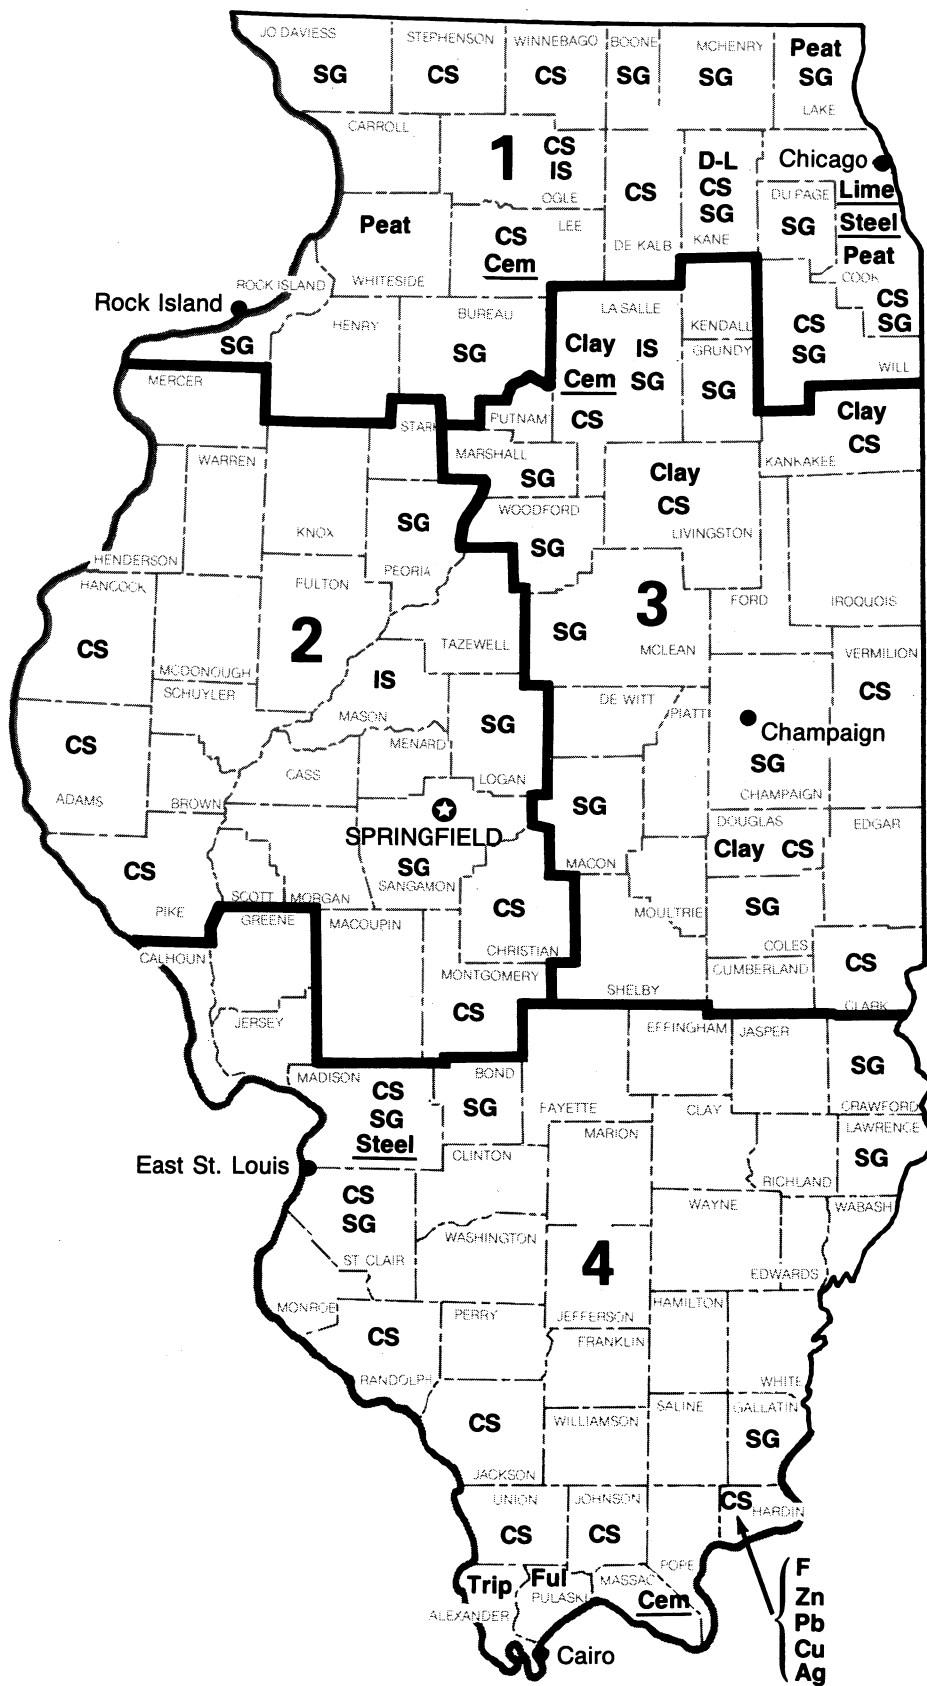 JO DAVIESS
STEPHENSON
WINNEBAGO
BOONE
MCHENRY
Peat
SG
CS
CS
SG
SG
SG
LAKE
CARROLL
1
CS
IS
OGLE
D-L
CS
SG
KANE
Chicago
DU PAGE
SG
Lime
Steel
Peat
COOK
CS
DE KALB
Peat
WHITESIDE
LEE
CS
Cem
ROCK ISLAND
Rock Island
SG
HENRY
BUREAU
SG
LA SALLE
Clay
IS
Cem
SG
CS
KENDALL
GRUNDY
SG
CS
SG
CS
SG
WILL
MERCER
STARK
PUTNAM
Clay
CS
KANKAKEE
WARREN
MARSHALL
SG
Clay
CS
LIVINGSTON
KNOX
SG
PEORIA
WOODFORD
SG
HENDERSON
HANCOCK
CS
FULTON
2
3
FORD
IROQUOIS
TAZEWELL
SG
MCLEAN
VERMILION
CS
MCDONOUGH
SCHUYLER
IS
MASON
DE WITT
PIATT
CS
ADAMS
MENARD
SG
LOGAN
Champaign
SG
CHAMPAIGN
CASS
BROWN
SPRINGFIELD
SG
SANGAMON
SG
MACON
DOUGLAS
Clay CS
EDGAR
CS
PIKE
SCOTT
MORGAN
CS
CHRISTIAN
MOULTRIE
SG
COLES
GREENE
MACOUPIN
CALHOUN
MONTGOMERY
CS
SHELBY
CUMBERLAND
CS
CLARK
JERSEY
EFFINGHAM
JASPER
MADISON
CS
SG
Steel
BOND
SG
FAYETTE
CLAY
SG
CRAWFORD
LAWRENCE
SG
MARION
CLINTON
East St. Louis
RICHLAND
CS
SG
ST. CLAIR
WASHINGTON
WAYNE
WABASH
4
EDWARDS
MONROE
CS
RANDOLPH
PERRY
JEFFERSON
FRANKLIN
HAMILTON
WHITE
CS
JACKSON
WILLIAMSON
SALINE
GALLATIN
SG
UNION
CS
JOHNSON
CS
CS
HARDIN
POPE
Trip
ALEXANDER
Ful
PULASKI
MASSAC
Cem
Cairo
F
Zn
Pb
Cu
Ag